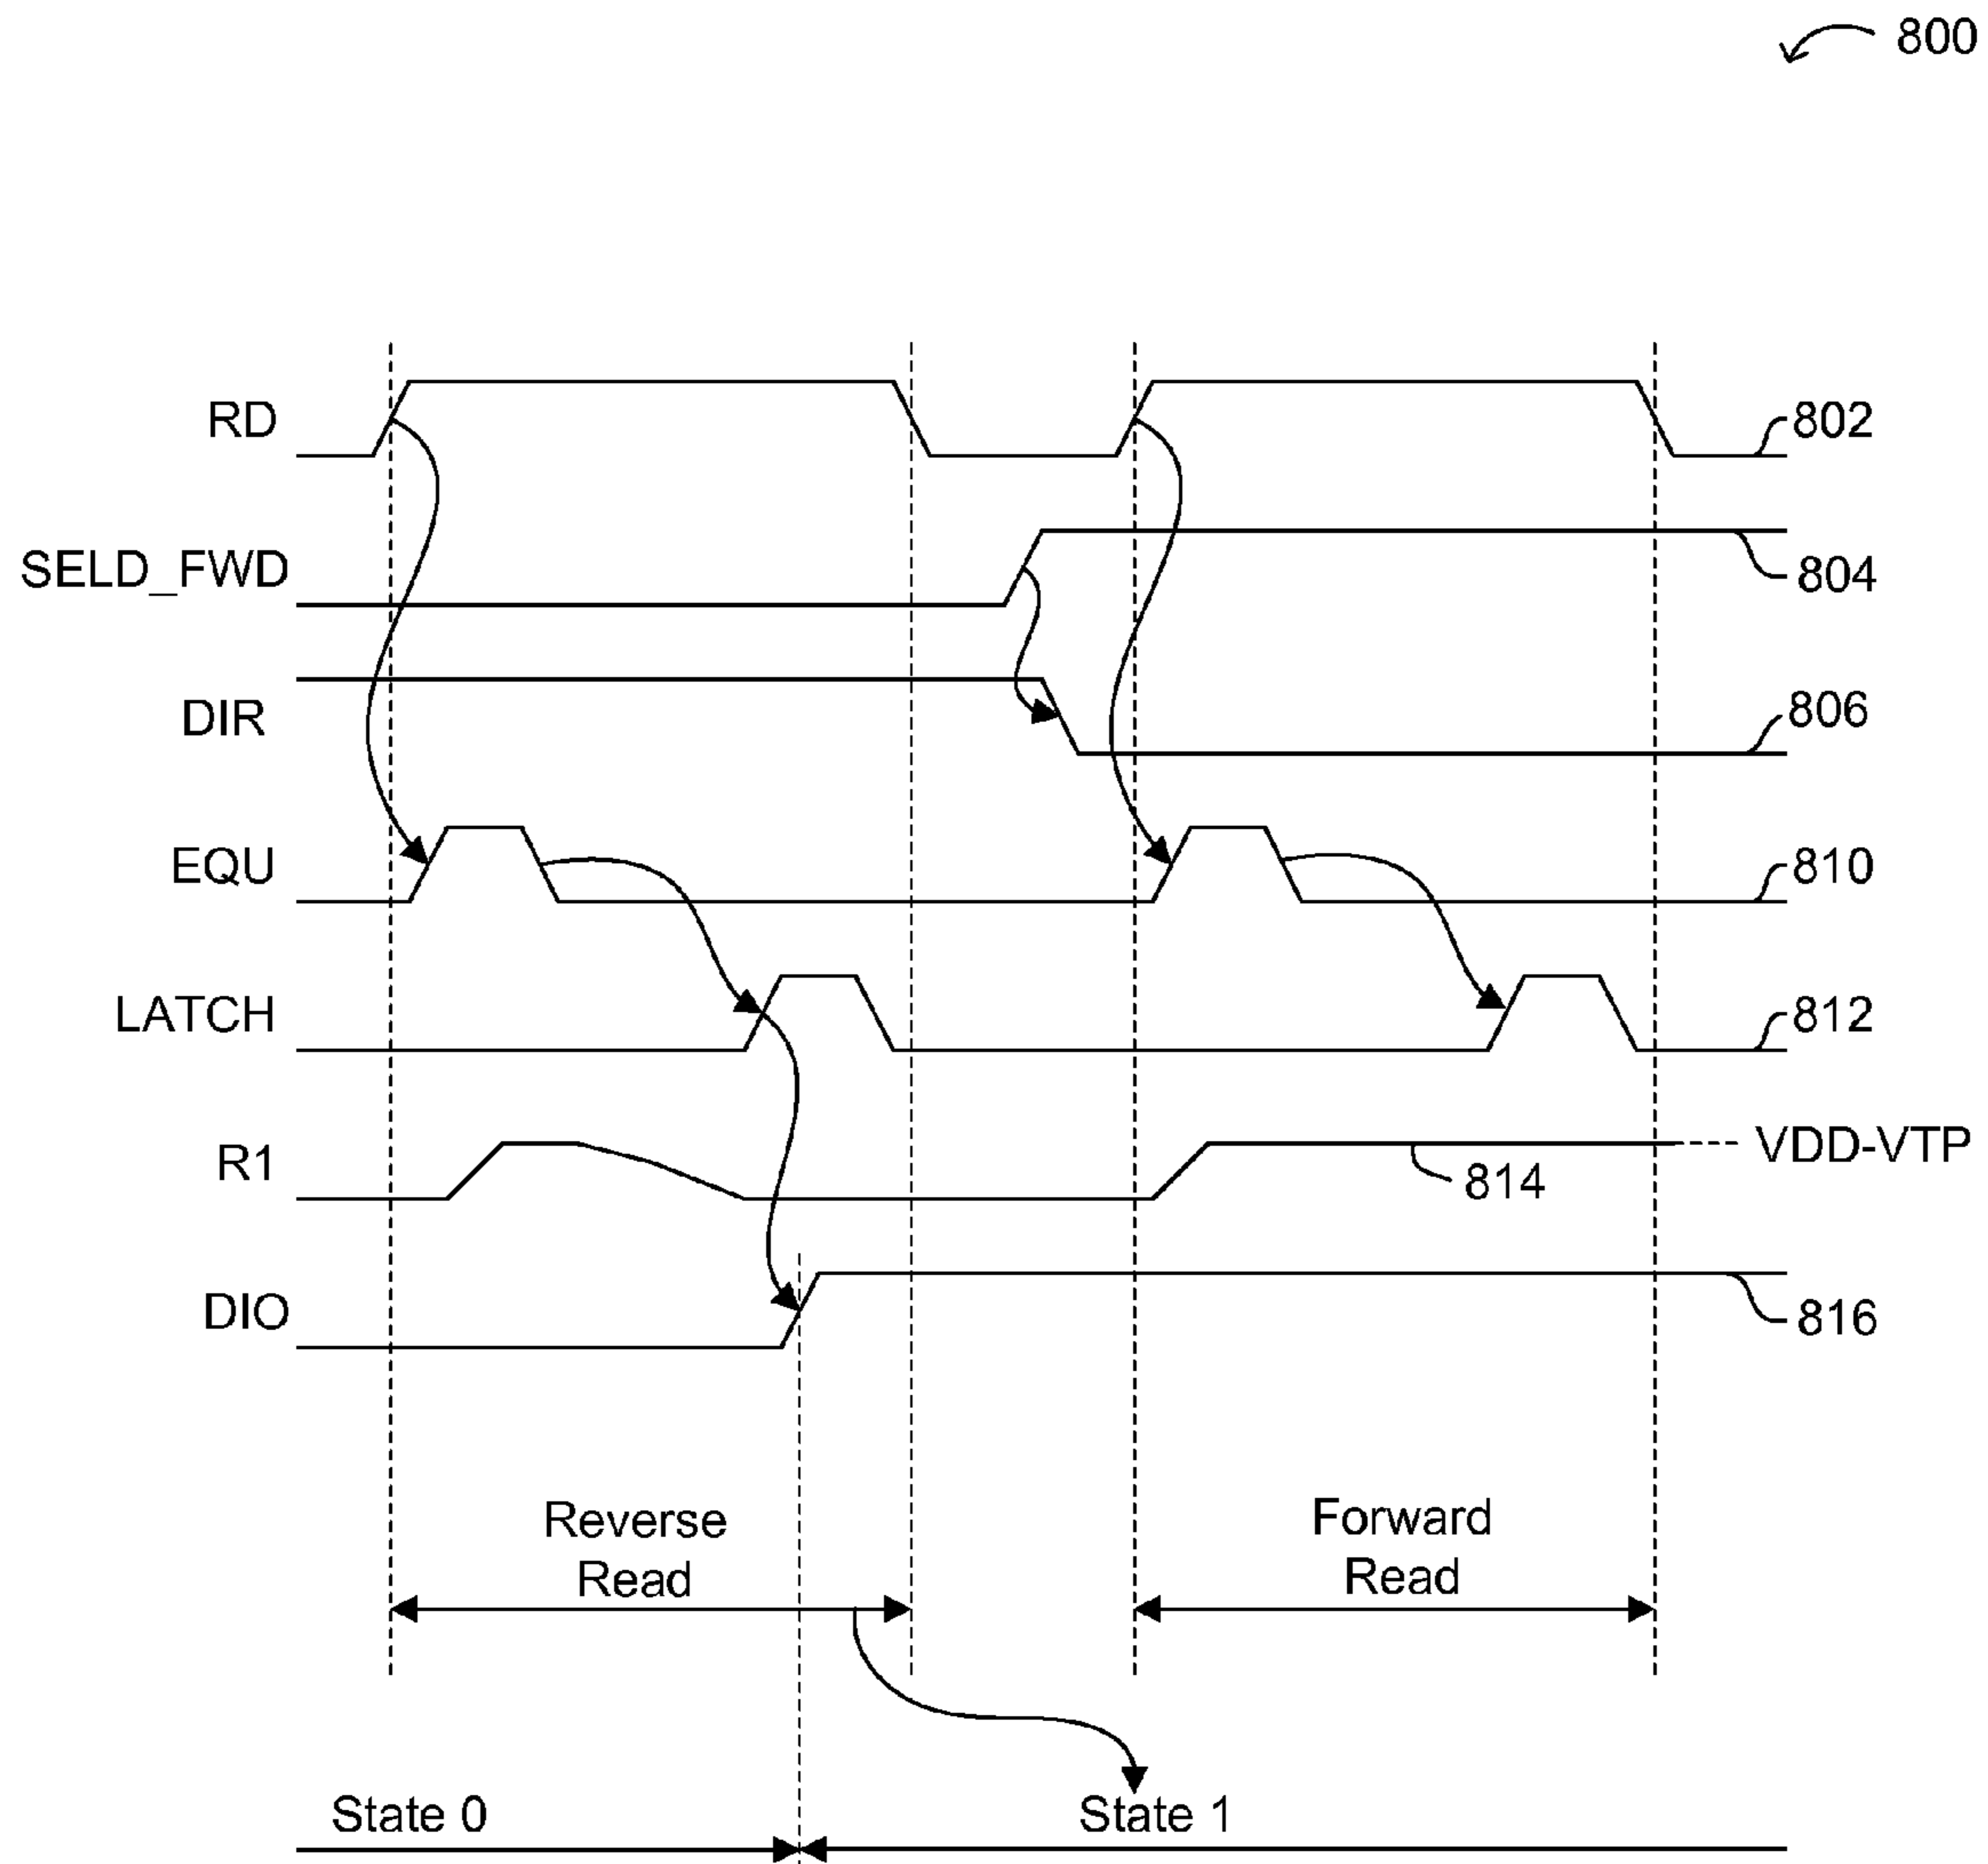 800
RD
802
SELD_FWD
804
DIR
806
EQU
810
LATCH
812
R1
VDD-VTP
814
DIO
816
Reverse
Read
Forward
Read
State 0
State 1